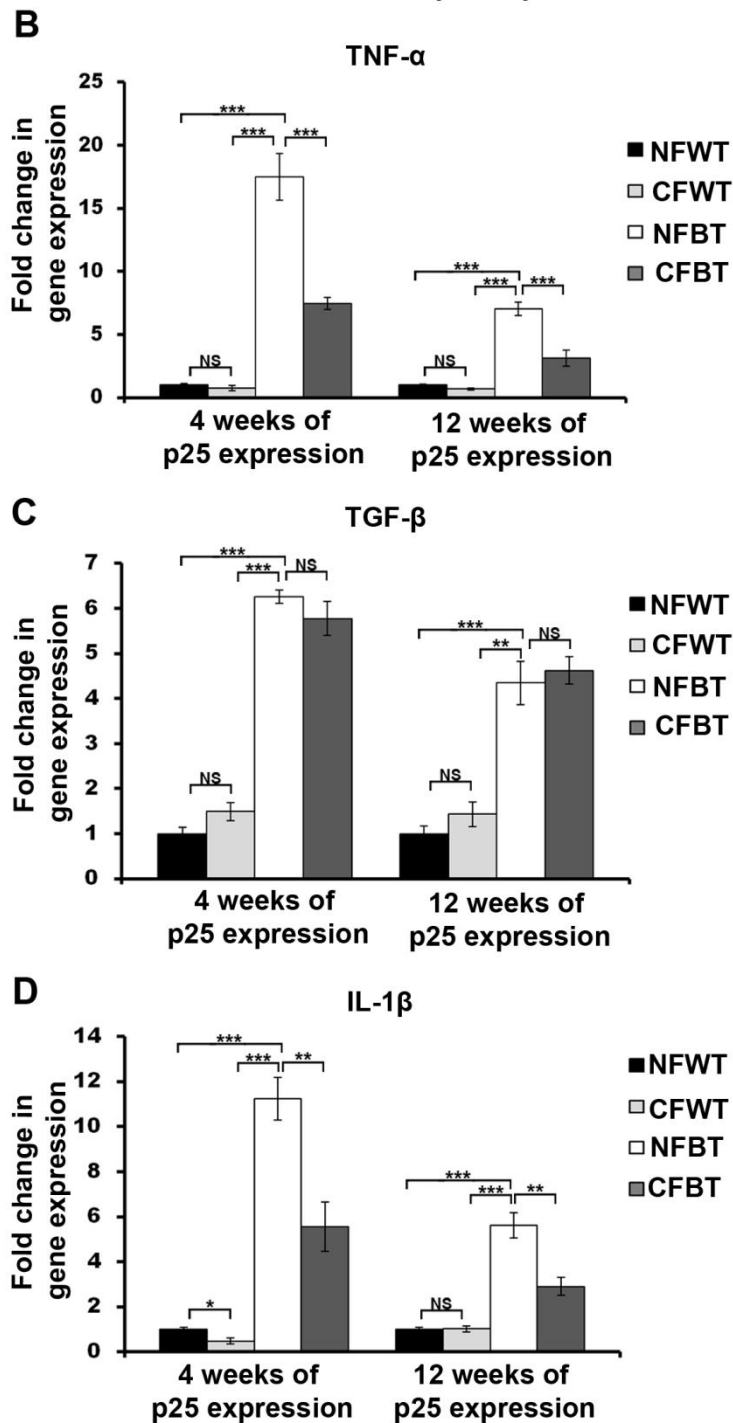 B
TNF-α
Fold change in
gene expression
25
20
15
10
5
0
***
***
***
NS
***
***
***
NS
4 weeks of
p25 expression
12 weeks of
p25 expression
NFWT
CFWT
NFBT
CFBT
C
TGF-β
Fold change in
gene expression
7
6
5
4
3
2
1
0
***
***
NS
NS
***
**
NS
NS
4 weeks of
p25 expression
12 weeks of
p25 expression
NFWT
CFWT
NFBT
CFBT
D
IL-1β
Fold change in
gene expression
14
12
10
8
6
4
2
0
***
***
**
*
***
***
**
NS
4 weeks of
p25 expression
12 weeks of
p25 expression
NFWT
CFWT
NFBT
CFBT